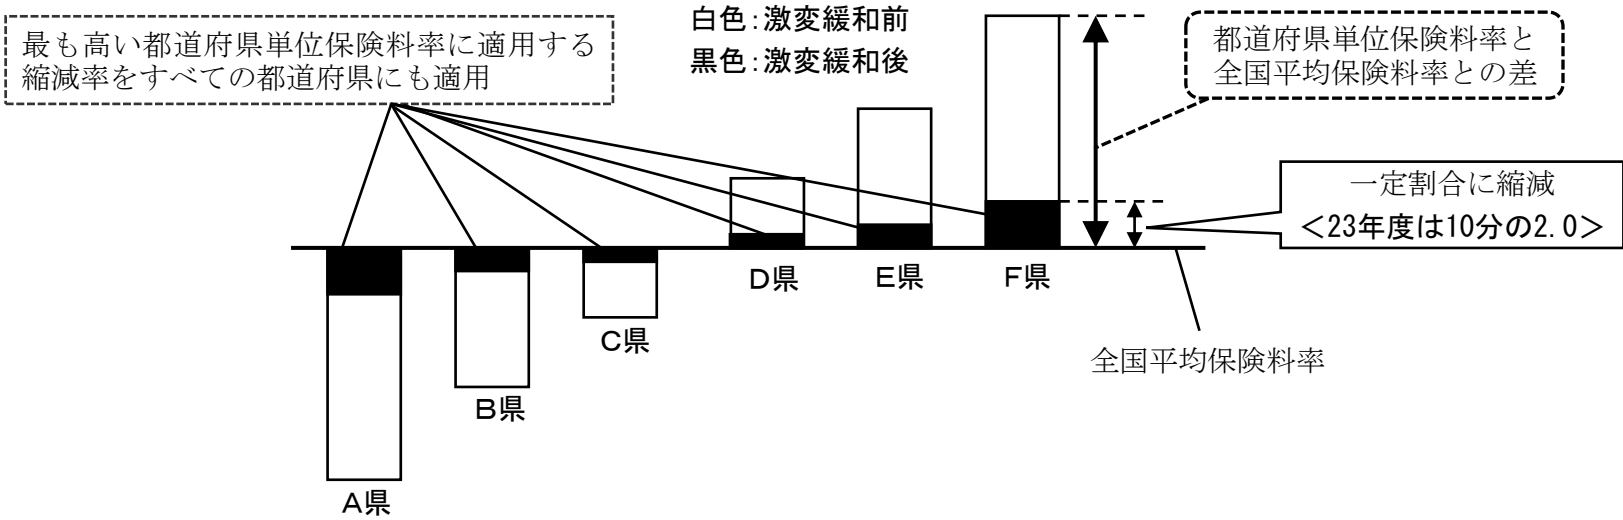 最も高い都道府県単位保険料率に適用する
縮減率をすべての都道府県にも適用
白色：激変緩和前
黒色：激変緩和後
都道府県単位保険料率と
全国平均保険料率との差
一定割合に縮減
＜23年度は10分の2.0＞
D県
E県
F県
C県
全国平均保険料率
B県
A県